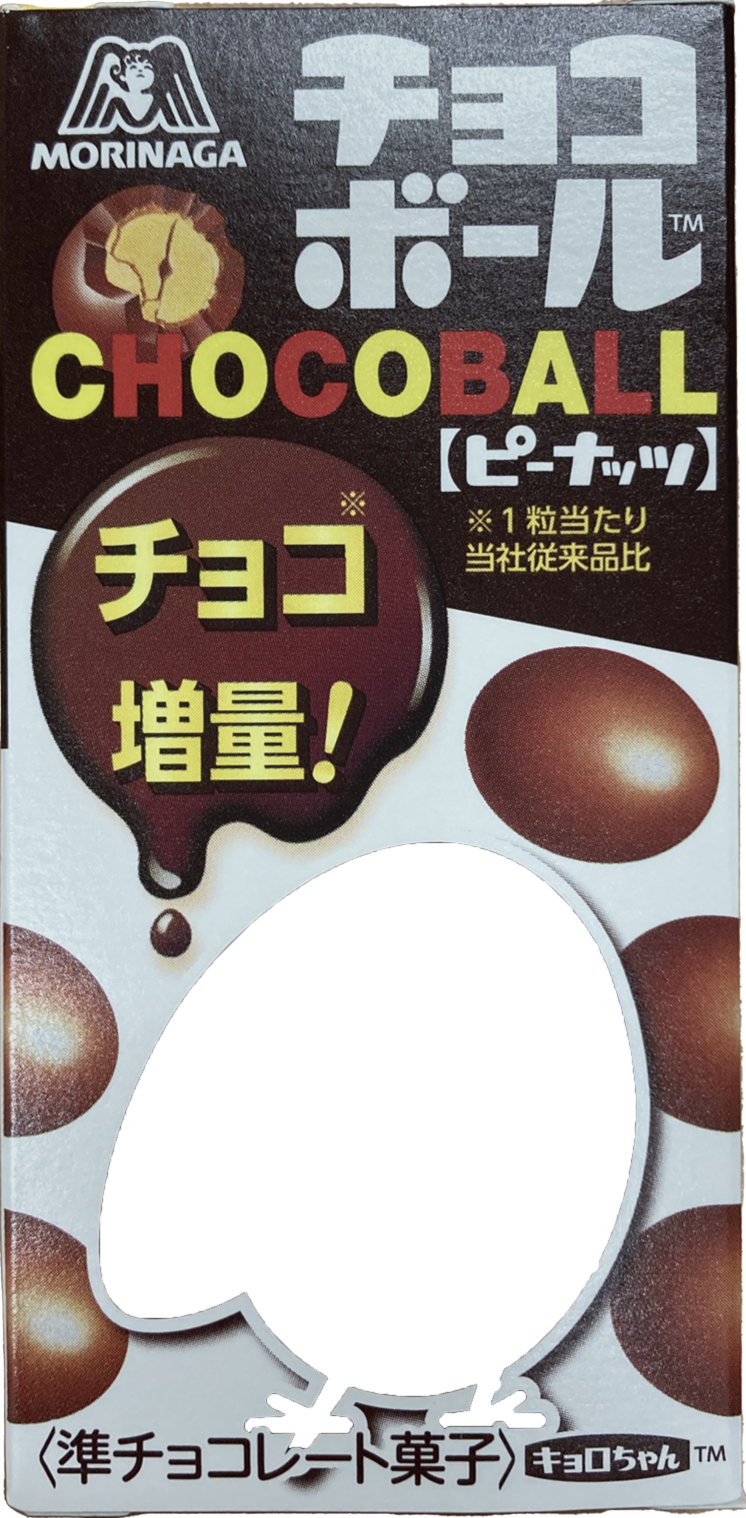 MORINAGA
チョコ
ボール™
CHOCOBALL
【ピーナッツ】
※1粒当たり
当社従来品比
チョコ※
増量!
〈準チョコレート菓子〉
キョロちゃん™